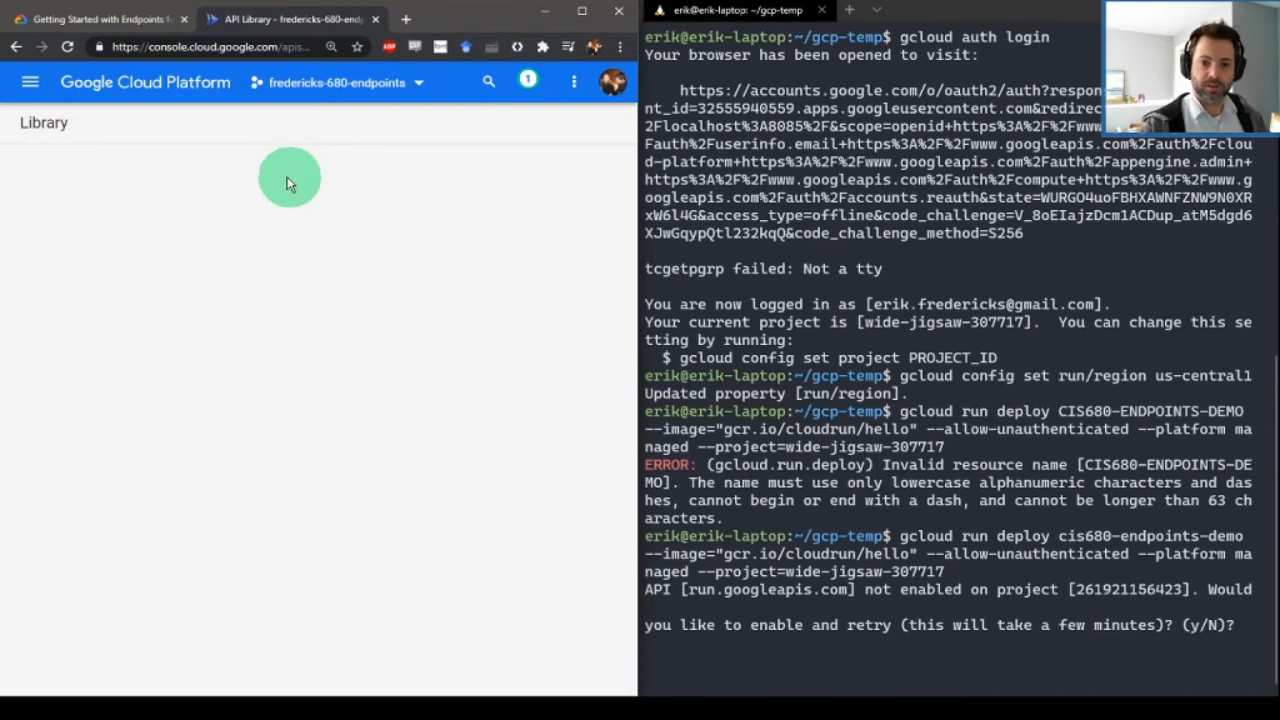 Getting Started with Endpoints f
API Library - fredericks-680-end
https://console.cloud.google.com/apis...
Google Cloud Platform
fredericks-680-endpoints
1
Library
erik@erik-laptop: ~/gcp-temp
erik@erik-laptop:~/gcp-temp$ gcloud auth login
Your browser has been opened to visit:
https://accounts.google.com/o/oauth2/auth?respon
nt_id=32555940559.apps.googleusercontent.com&redirec
2Flocalhost%3A8085%2F&scope=openid+https%3A%2F%2Fwww
Fauth%2Fuserinfo.email+https%3A%2F%2Fwww.googleapis.com%2Fauth%2Fclou
d-platform+https%3A%2F%2Fwww.googleapis.com%2Fauth%2Fappengine.admin+
https%3A%2F%2Fwww.googleapis.com%2Fauth%2Fcompute+https%3A%2F%2Fwww.g
oogleapis.com%2Fauth%2Faccounts.reauth&state=WURGO4uoFBHXAWNFZNW9N0XR
xW6l4G&access_type=offline&code_challenge=V_8oEIajzDcm1ACDup_atM5dgd6
XJwGqypQtl232kqQ&code_challenge_method=S256
tcgetpgrp failed: Not a tty
You are now logged in as [erik.fredericks@gmail.com].
Your current project is [wide-jigsaw-307717].  You can change this se
tting by running:
$ gcloud config set project PROJECT_ID
erik@erik-laptop:~/gcp-temp$ gcloud config set run/region us-central1
Updated property [run/region].
erik@erik-laptop:~/gcp-temp$ gcloud run deploy CIS680-ENDPOINTS-DEMO
--image="gcr.io/cloudrun/hello" --allow-unauthenticated --platform ma
naged --project=wide-jigsaw-307717
ERROR: (gcloud.run.deploy) Invalid resource name [CIS680-ENDPOINTS-DE
MO]. The name must use only lowercase alphanumeric characters and das
hes, cannot begin or end with a dash, and cannot be longer than 63 ch
aracters.
erik@erik-laptop:~/gcp-temp$ gcloud run deploy cis680-endpoints-demo
--image="gcr.io/cloudrun/hello" --allow-unauthenticated --platform ma
naged --project=wide-jigsaw-307717
API [run.googleapis.com] not enabled on project [261921156423]. Would
you like to enable and retry (this will take a few minutes)? (y/N)?